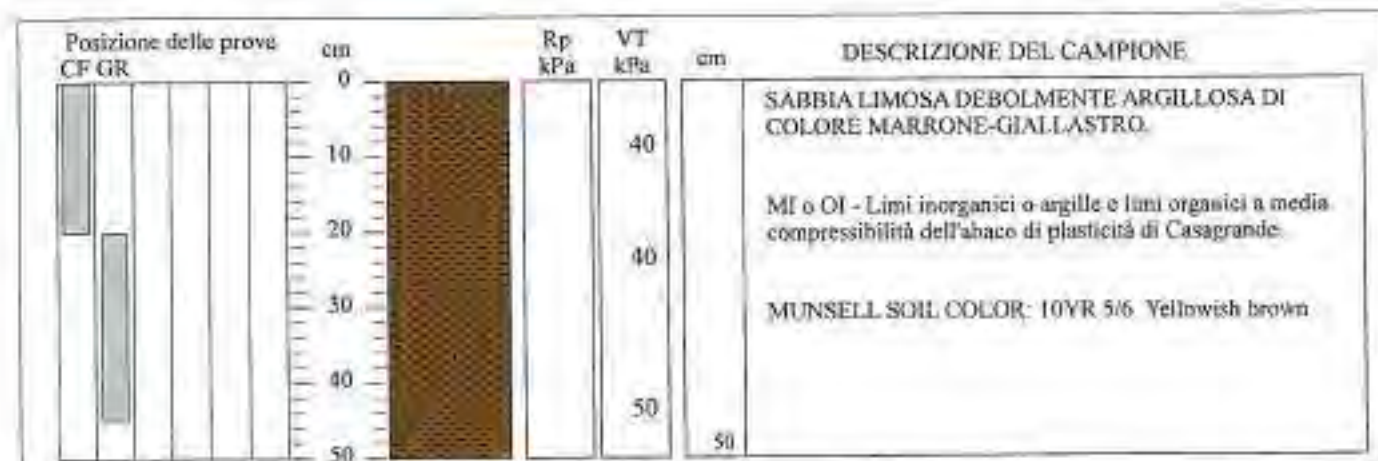 Posizione delle prove
CF GR
cm
Rp
kPa
VT
kPa
cm
DESCRIZIONE DEL CAMPIONE
0
10
20
30
40
50
40
40
50
50
SABBIA LIMOSA DEBOLMENTE ARGILLOSA DI
COLORE MARRONE-GIALLASTRO.
MI o OI - Limi inorganici o argille e limi organici a media
compressibilità dell'abaco di plasticità di Casagrande.
MUNSELL SOIL COLOR: 10YR 5/6 Yellowish brown